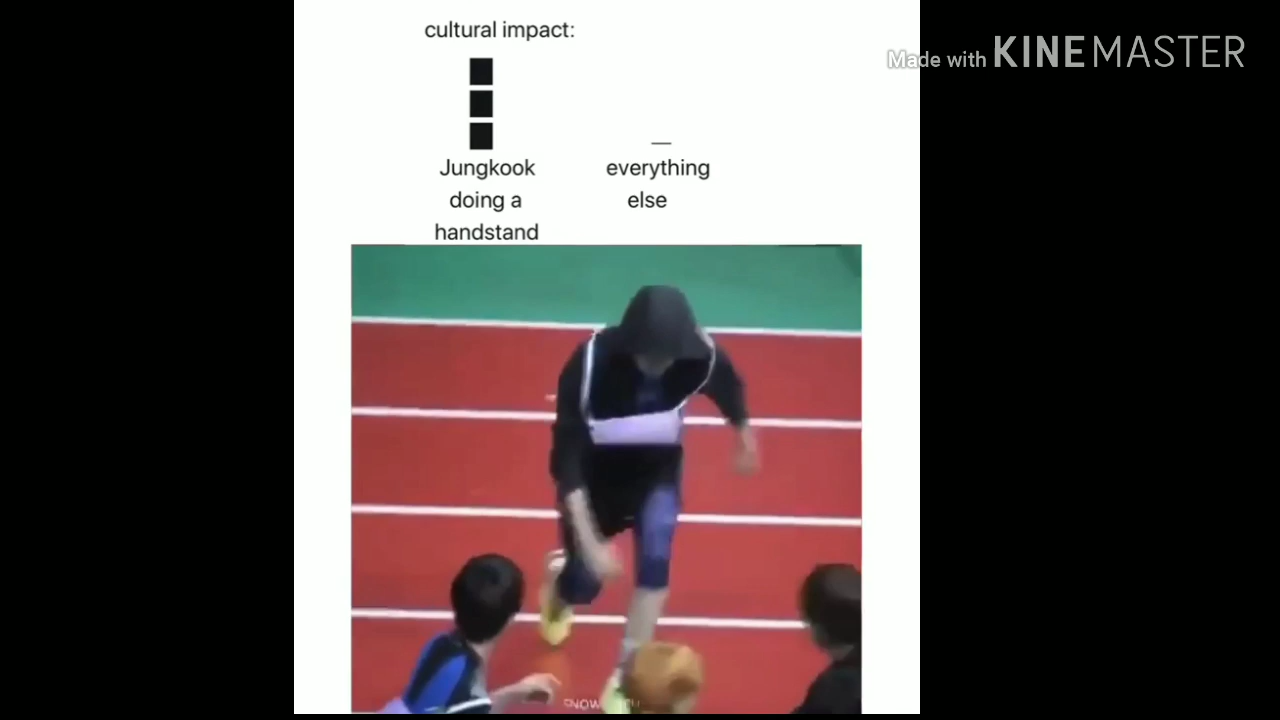 cultural impact:
Jungkook everything
doing a else
handstand
Made with KINEMASTER